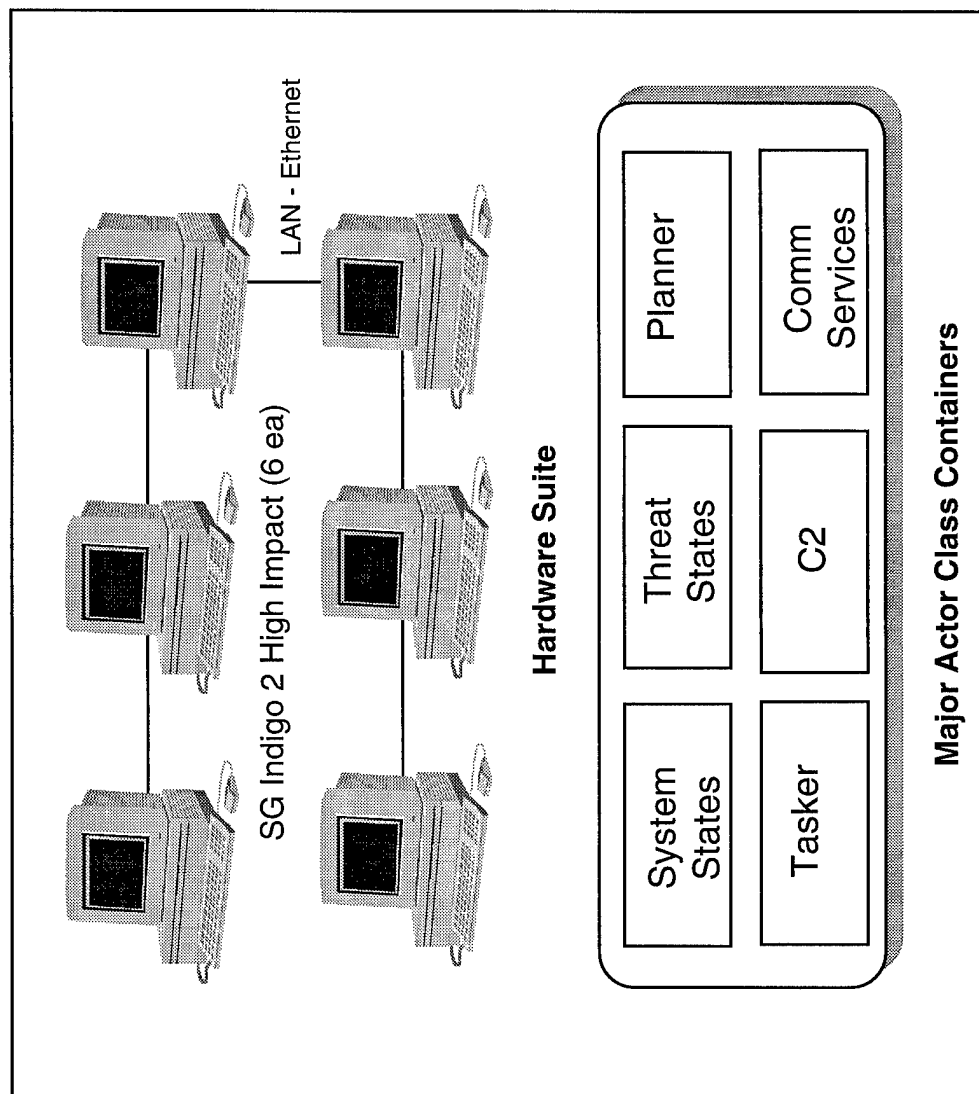 LAN - Ethernet
SG Indigo 2 High Impact (6 ea)
Hardware Suite
System
States
Threat
States
Planner
Tasker
C2
Comm
Services
Major Actor Class Containers